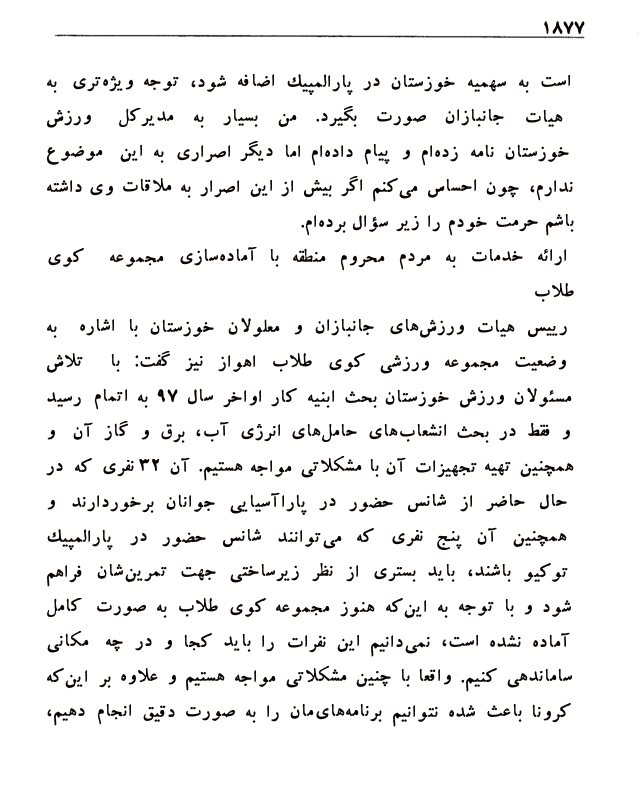 ۱۸۷۷
است به سهمیه خوزستان در پارالمپیك اضافه شود، توجه ویژه‌تری به
هیات جانبازان صورت بگیرد. من بسیار به مدیرکل ورزش
خوزستان نامه زده‌ام و پیام داده‌ام اما دیگر اصراری به این موضوع
ندارم، چون احساس می‌کنم اگر بیش از این اصرار به ملاقات وی داشته
باشم حرمت خودم را زیر سؤال برده‌ام.
ارائه خدمات به مردم محروم منطقه با آماده‌سازی مجموعه کوی
طلاب
رییس هیات ورزش‌های جانبازان و معلولان خوزستان با اشاره به
وضعیت مجموعه ورزشی کوی طلاب اهواز نیز گفت: با تلاش
مسئولان ورزش خوزستان بحث ابنیه کار اواخر سال ۹۷ به اتمام رسید
و فقط در بحث انشعاب‌های حامل‌های انرژی آب، برق و گاز آن و
همچنین تهیه تجهیزات آن با مشکلاتی مواجه هستیم. آن ۳۲ نفری که در
حال حاضر از شانس حضور در پاراآسیایی جوانان برخوردارند و
همچنین آن پنج نفری که می‌توانند شانس حضور در پارالمپیك
توکیو باشند، باید بستری از نظر زیرساختی جهت تمرین‌شان فراهم
شود و با توجه به این‌که هنوز مجموعه کوی طلاب به صورت کامل
آماده نشده است، نمی‌دانیم این نفرات را باید کجا و در چه مکانی
ساماندهی کنیم. واقعا با چنین مشکلاتی مواجه هستیم و علاوه بر این‌که
کرونا باعث شده نتوانیم برنامه‌های‌مان را به صورت دقیق انجام دهیم،